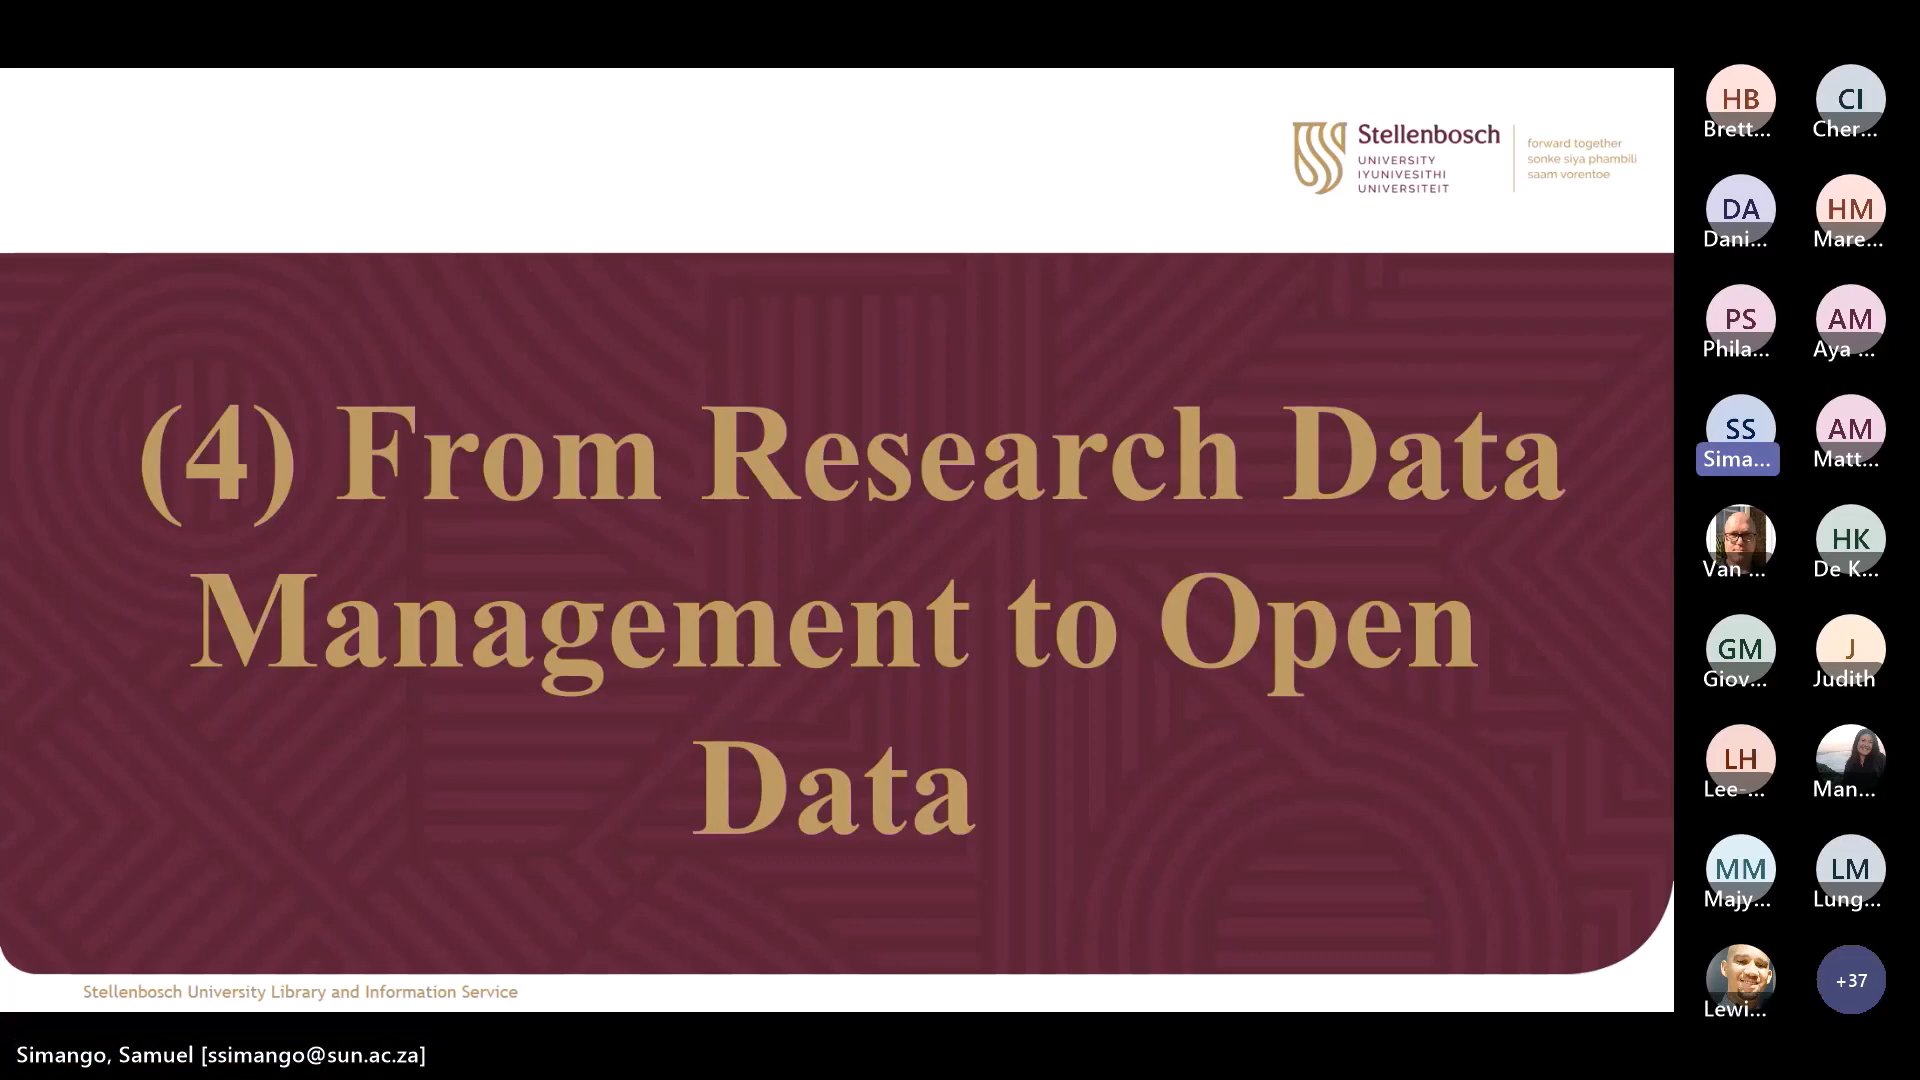 Stellenbosch
UNIVERSITY
IYUNIVESITHI
UNIVERSITEIT
forward together
sonke siya phambili
saam vorentoe
(4) From Research Data
Management to Open
Data
Stellenbosch University Library and Information Service
Simango, Samuel [ssimango@sun.ac.za]
HB
Brett...
CI
Cher...
DA
Dani...
HM
Mare...
PS
Phila...
AM
Aya ...
SS
Sima...
AM
Matt...
Van ...
HK
De K...
GM
Giov...
J
Judith
LH
Lee-...
Man...
MM
Majy...
LM
Lung...
Lewi...
+37